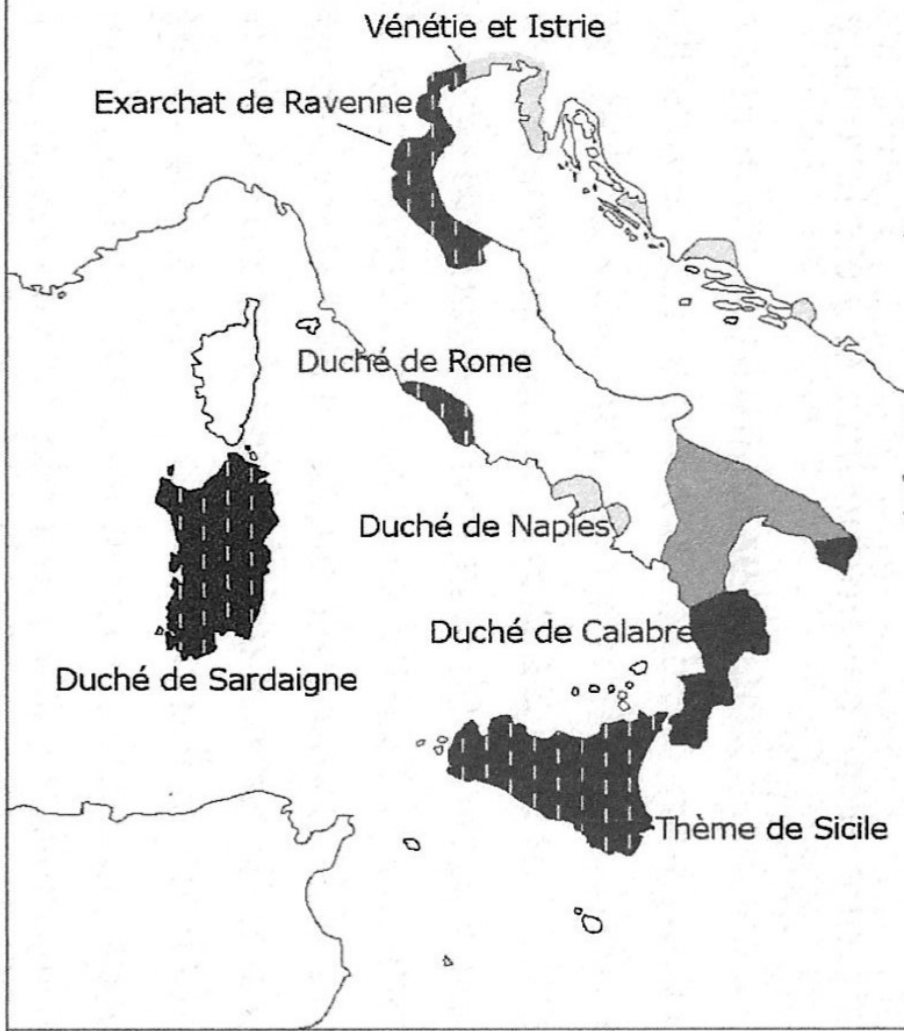 Vénétie et Istrie
Exarchat de Ravenne
Duché de Rome
Duché de Naples
Duché de Calabre
Duché de Sardaigne
Thème de Sicile